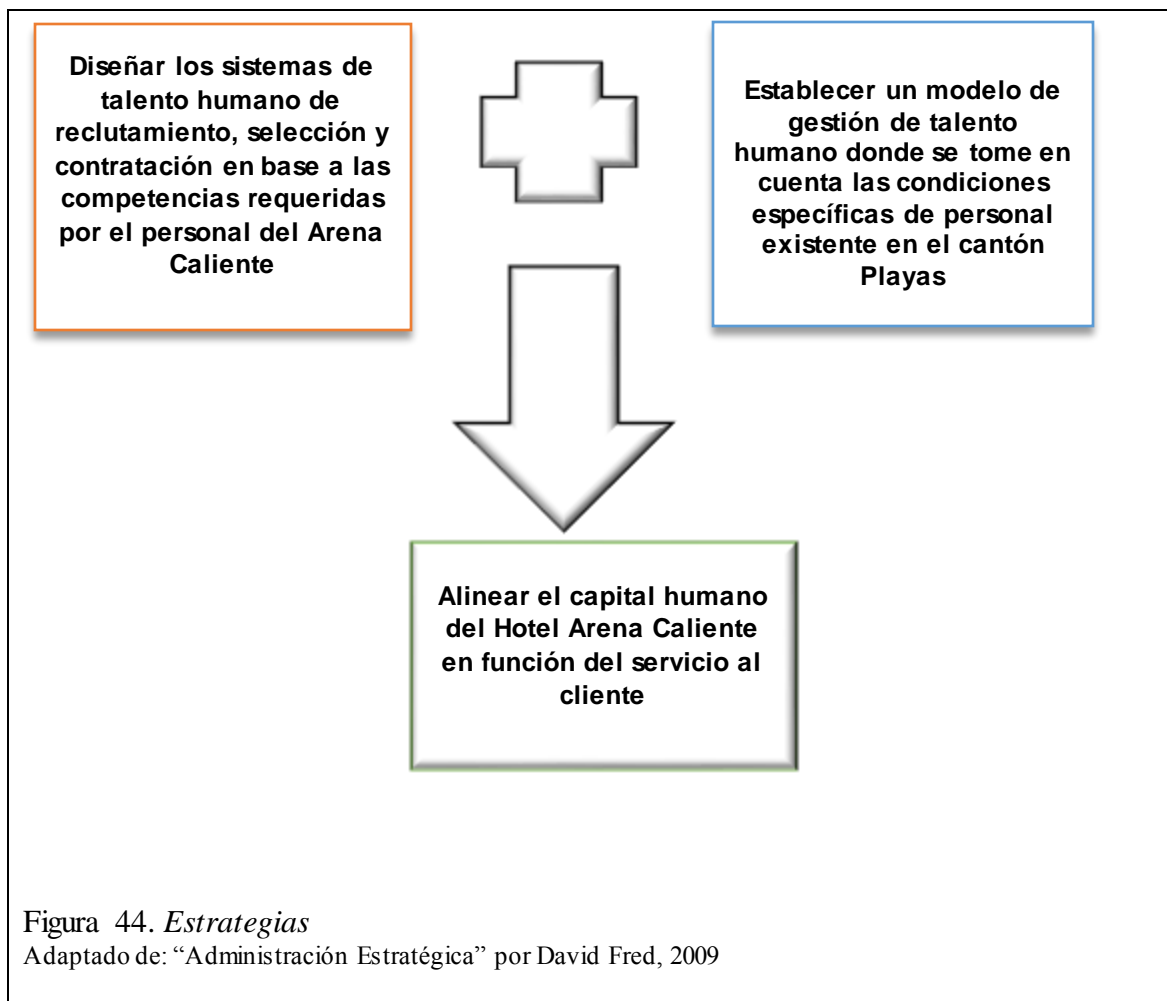 Diseñar los sistemas de
talento humano de
reclutamiento, selección y
contratación en base a las
competencias requeridas
por el personal del Arena
Caliente
Establecer un modelo de
gestión de talento
humano donde se tome en
cuenta las condiciones
específicas de personal
existente en el cantón
Playas
Alinear el capital humano
del Hotel Arena Caliente
en función del servicio al
cliente
Figura 44. Estrategias
Adaptado de: “Administración Estratégica” por David Fred, 2009